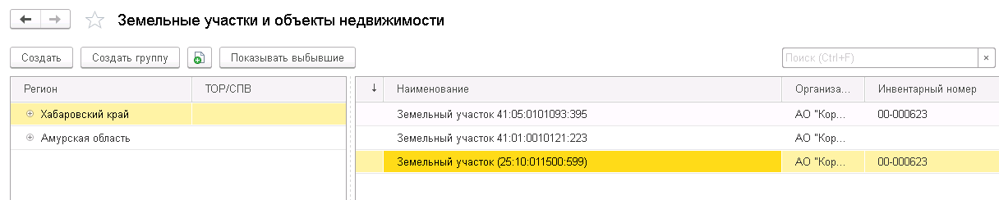 Земельные участки и объекты недвижимости
Создать Создать группу Показывать выбывшие Поиск (Ctrl+F) ×
Регион ТОР/СПВ ↓ Наименование Организа... Инвентарный номер
Хабаровский край Земельный участок 41:05:0101093:395 АО "Кор... 00-000623
Амурская область Земельный участок 41:01:0010121:223 АО "Кор...
Земельный участок (25:10:011500:599) АО "Кор... 00-000623